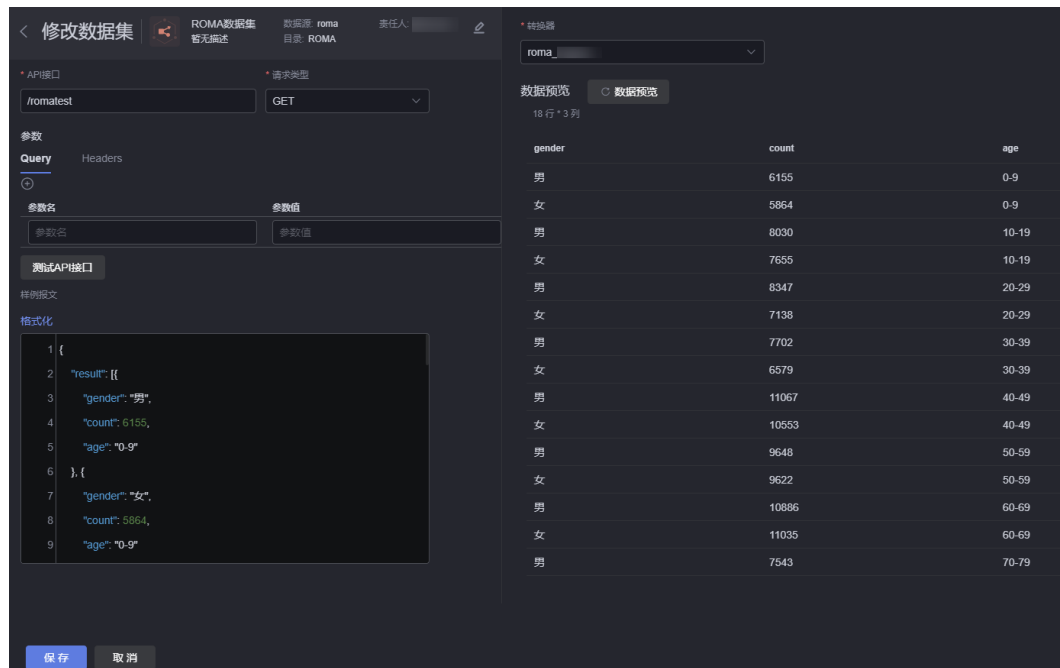 修改数据集
ROMA数据集
暂无描述
数据源: roma
目录: ROMA
责任人:
* API接口
* 请求类型
/romatest
GET
参数
Query Headers
参数名 参数值
参数名 参数值
测试API接口
样例报文
格式化
1 {
2 "result": [{
3 "gender": "男",
4 "count": 6155,
5 "age": "0-9"
6 }, {
7 "gender": "女",
8 "count": 5864,
9 "age": "0-9"
保存 取消
* 转换器
roma_
数据预览 数据预览
18 行 * 3 列
gender count age
男 6155 0-9
女 5864 0-9
男 8030 10-19
女 7655 10-19
男 8347 20-29
女 7138 20-29
男 7702 30-39
女 6579 30-39
男 11067 40-49
女 10553 40-49
男 9648 50-59
女 9622 50-59
男 10886 60-69
女 11035 60-69
男 7543 70-79